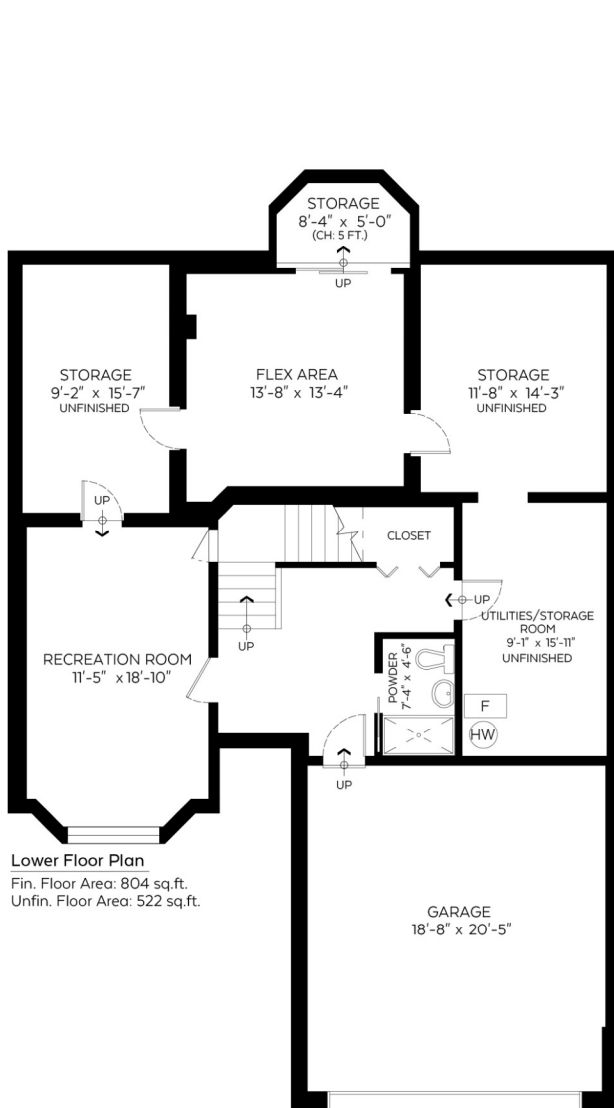 STORAGE
8'-4" x 5'-0"
(CH: 5 FT.)
UP
STORAGE
9'-2" x 15'-7"
UNFINISHED
FLEX AREA
13'-8" x 13'-4"
STORAGE
11'-8" x 14'-3"
UNFINISHED
UP
CLOSET
UP
UP
UTILITIES/STORAGE
ROOM
9'-1" x 15'-11"
UNFINISHED
RECREATION ROOM
11'-5" x 18'-10"
POWDER
7'-4" x 4'-6"
F
HW
UP
Lower Floor Plan
Fin. Floor Area: 804 sq.ft.
Unfin. Floor Area: 522 sq.ft.
GARAGE
18'-8" x 20'-5"